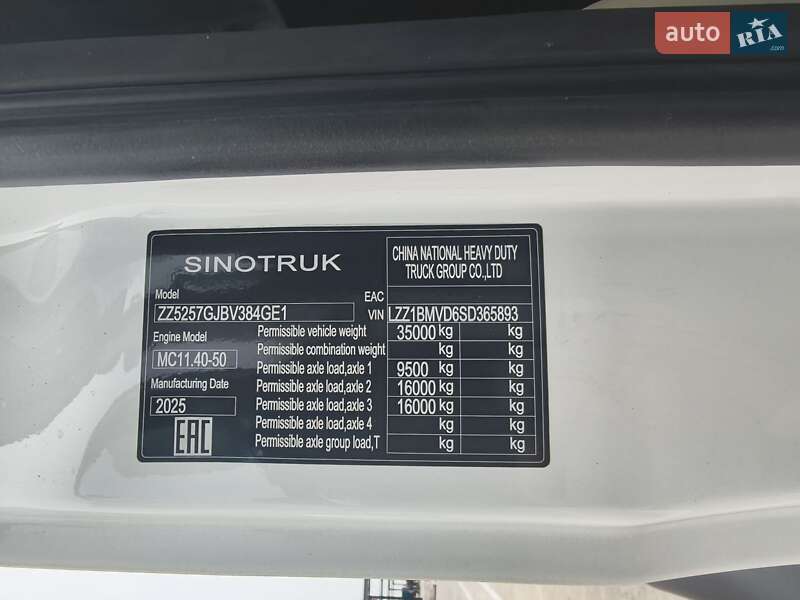 auto RIA.com
SINOTRUK
CHINA NATIONAL HEAVY DUTY
TRUCK GROUP CO.,LTD
Model
EAC
ZZ5257GJBV384GE1
VIN LZZ1BMVD6SD365893
Engine Model
MC11.40-50
Manufacturing Date
2025
EAC
Permissible vehicle weight 35000 kg kg
Permissible combination weight kg kg
Permissible axle load,axle 1 9500 kg kg
Permissible axle load,axle 2 16000 kg kg
Permissible axle load,axle 3 16000 kg kg
Permissible axle load,axle 4 kg kg
Permissible axle group load,T kg kg